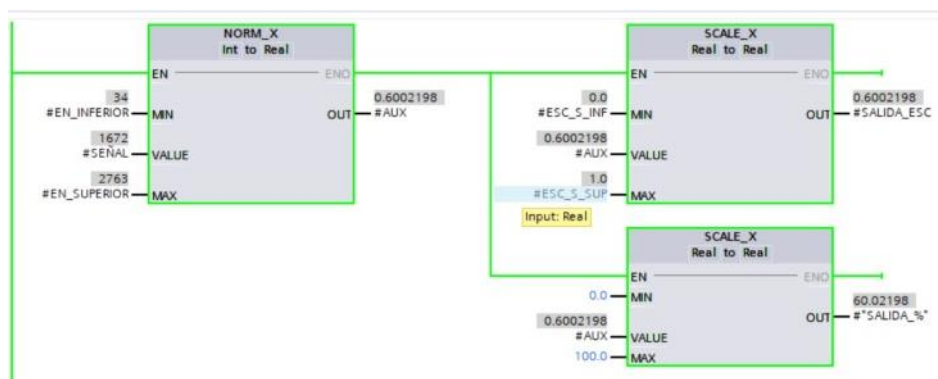 NORM_X
Int to Real
EN
ENO
34
#EN_INFERIOR
MIN
0.6002198
OUT
#AUX
1672
#SEÑAL
VALUE
2763
#EN_SUPERIOR
MAX
SCALE_X
Real to Real
EN
ENO
0.0
#ESC_S_INF
MIN
0.6002198
OUT
#SALIDA_ESC
0.6002198
#AUX
VALUE
1.0
#ESC_S_SUP
MAX
Input: Real
SCALE_X
Real to Real
EN
ENO
0.0
MIN
60.02198
OUT
#"SALIDA_%"
0.6002198
#AUX
VALUE
100.0
MAX